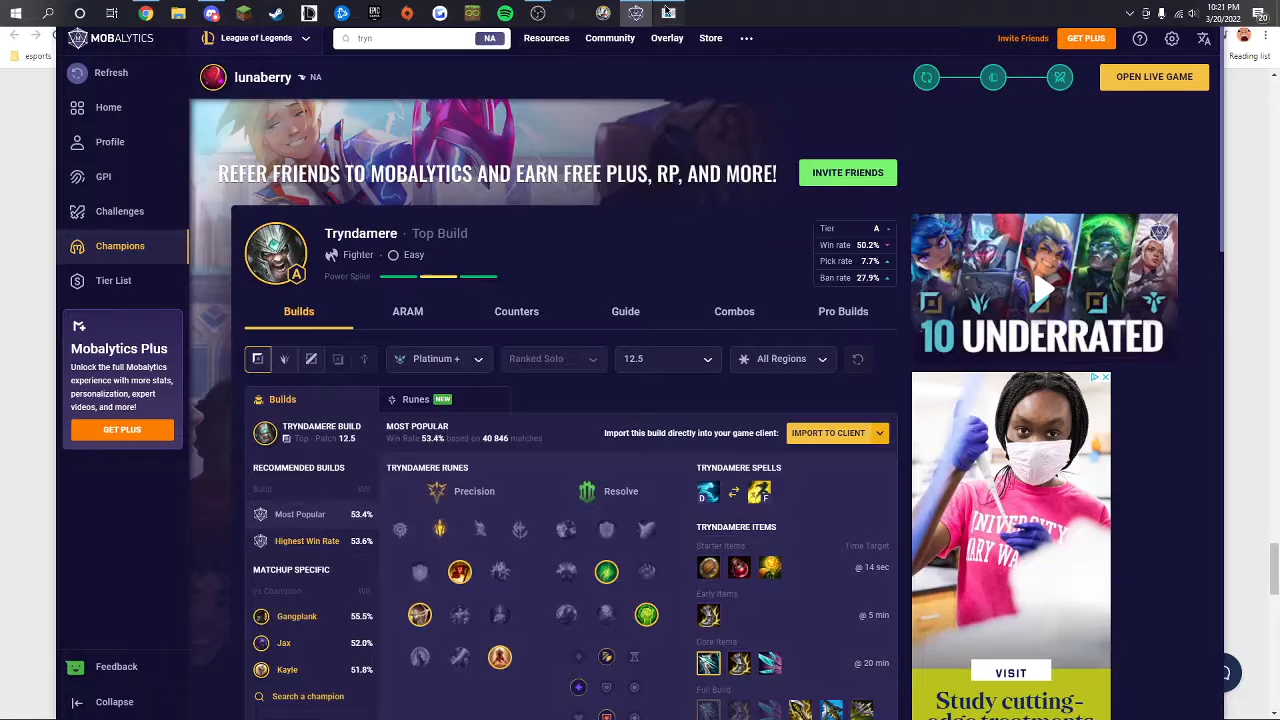 10:21 PM
3/20/2022
esports
Reading list
MOBALYTICS
League of Legends
tryn
NA
Resources
Community
Overlay
Store
Invite Friends
GET PLUS
Refresh
Home
Profile
GPI
Challenges
Champions
Tier List
Mobalytics Plus
Unlock the full Mobalytics
experience with more stats,
personalization, expert
videos, and more!
GET PLUS
Feedback
Collapse
lunaberry
NA
OPEN LIVE GAME
REFER FRIENDS TO MOBALYTICS AND EARN FREE PLUS, RP, AND MORE!
INVITE FRIENDS
Tryndamere · Top Build
Fighter · Easy
Power Spike
A
Tier A -
Win rate 50.2%
Pick rate 7.7%
Ban rate 27.9%
Builds
ARAM
Counters
Guide
Combos
Pro Builds
Platinum +
Ranked Solo
12.5
All Regions
Builds
Runes NEW
TRYNDAMERE BUILD
Top · Patch 12.5
MOST POPULAR
Win Rate 53.4% based on 40 846 matches
Import this build directly into your game client:
IMPORT TO CLIENT
RECOMMENDED BUILDS
Build WR
Most Popular 53.4%
Highest Win Rate 53.6%
MATCHUP SPECIFIC
vs Champion WR
Gangplank 55.5%
Jax 52.0%
Kayle 51.8%
Search a champion
TRYNDAMERE RUNES
Precision
Resolve
TRYNDAMERE SPELLS
D
F
TRYNDAMERE ITEMS
Starter Items Time Target
@ 14 sec
Early Items
@ 5 min
Core Items
@ 20 min
Full Build
10 UNDERRATED
VISIT
Study cutting-
edge treatments